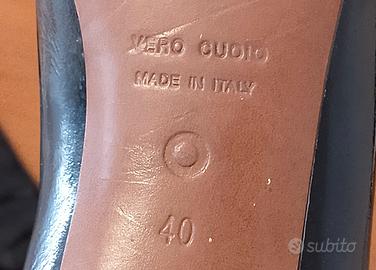 VERO CUOIO
MADE IN ITALY
40
subito